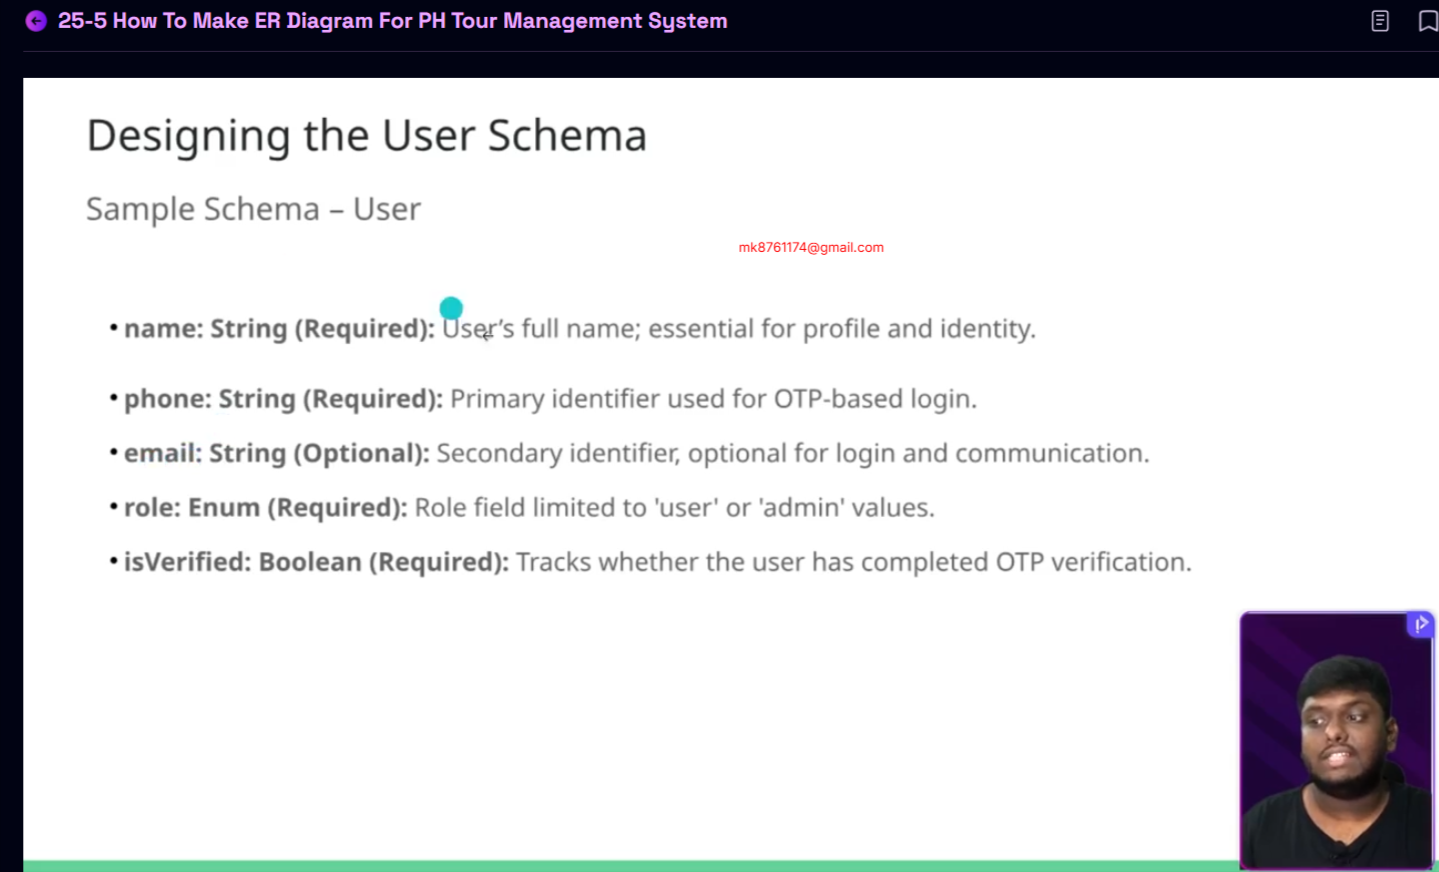 25-5 How To Make ER Diagram For PH Tour Management System
Designing the User Schema
Sample Schema – User
mk8761174@gmail.com
• name: String (Required): User’s full name; essential for profile and identity.
• phone: String (Required): Primary identifier used for OTP-based login.
• email: String (Optional): Secondary identifier, optional for login and communication.
• role: Enum (Required): Role field limited to 'user' or 'admin' values.
• isVerified: Boolean (Required): Tracks whether the user has completed OTP verification.